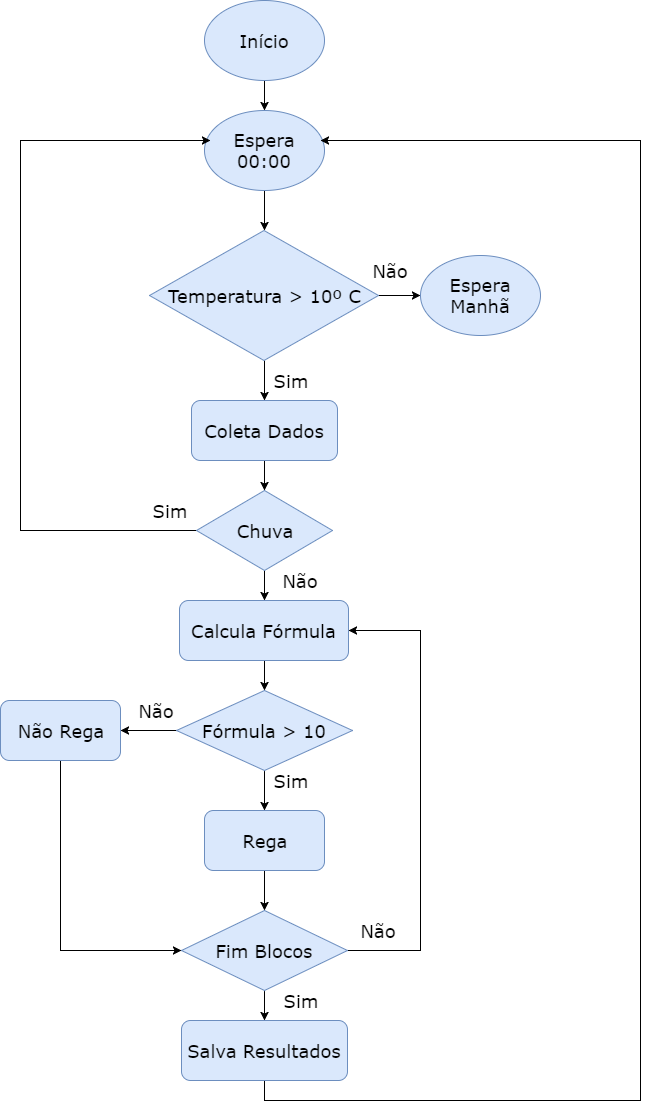 Início
Espera
00:00
Temperatura > 10º C
Não
Espera
Manhã
Sim
Coleta Dados
Sim
Chuva
Não
Calcula Fórmula
Não Rega
Não
Fórmula > 10
Sim
Rega
Fim Blocos
Não
Sim
Salva Resultados